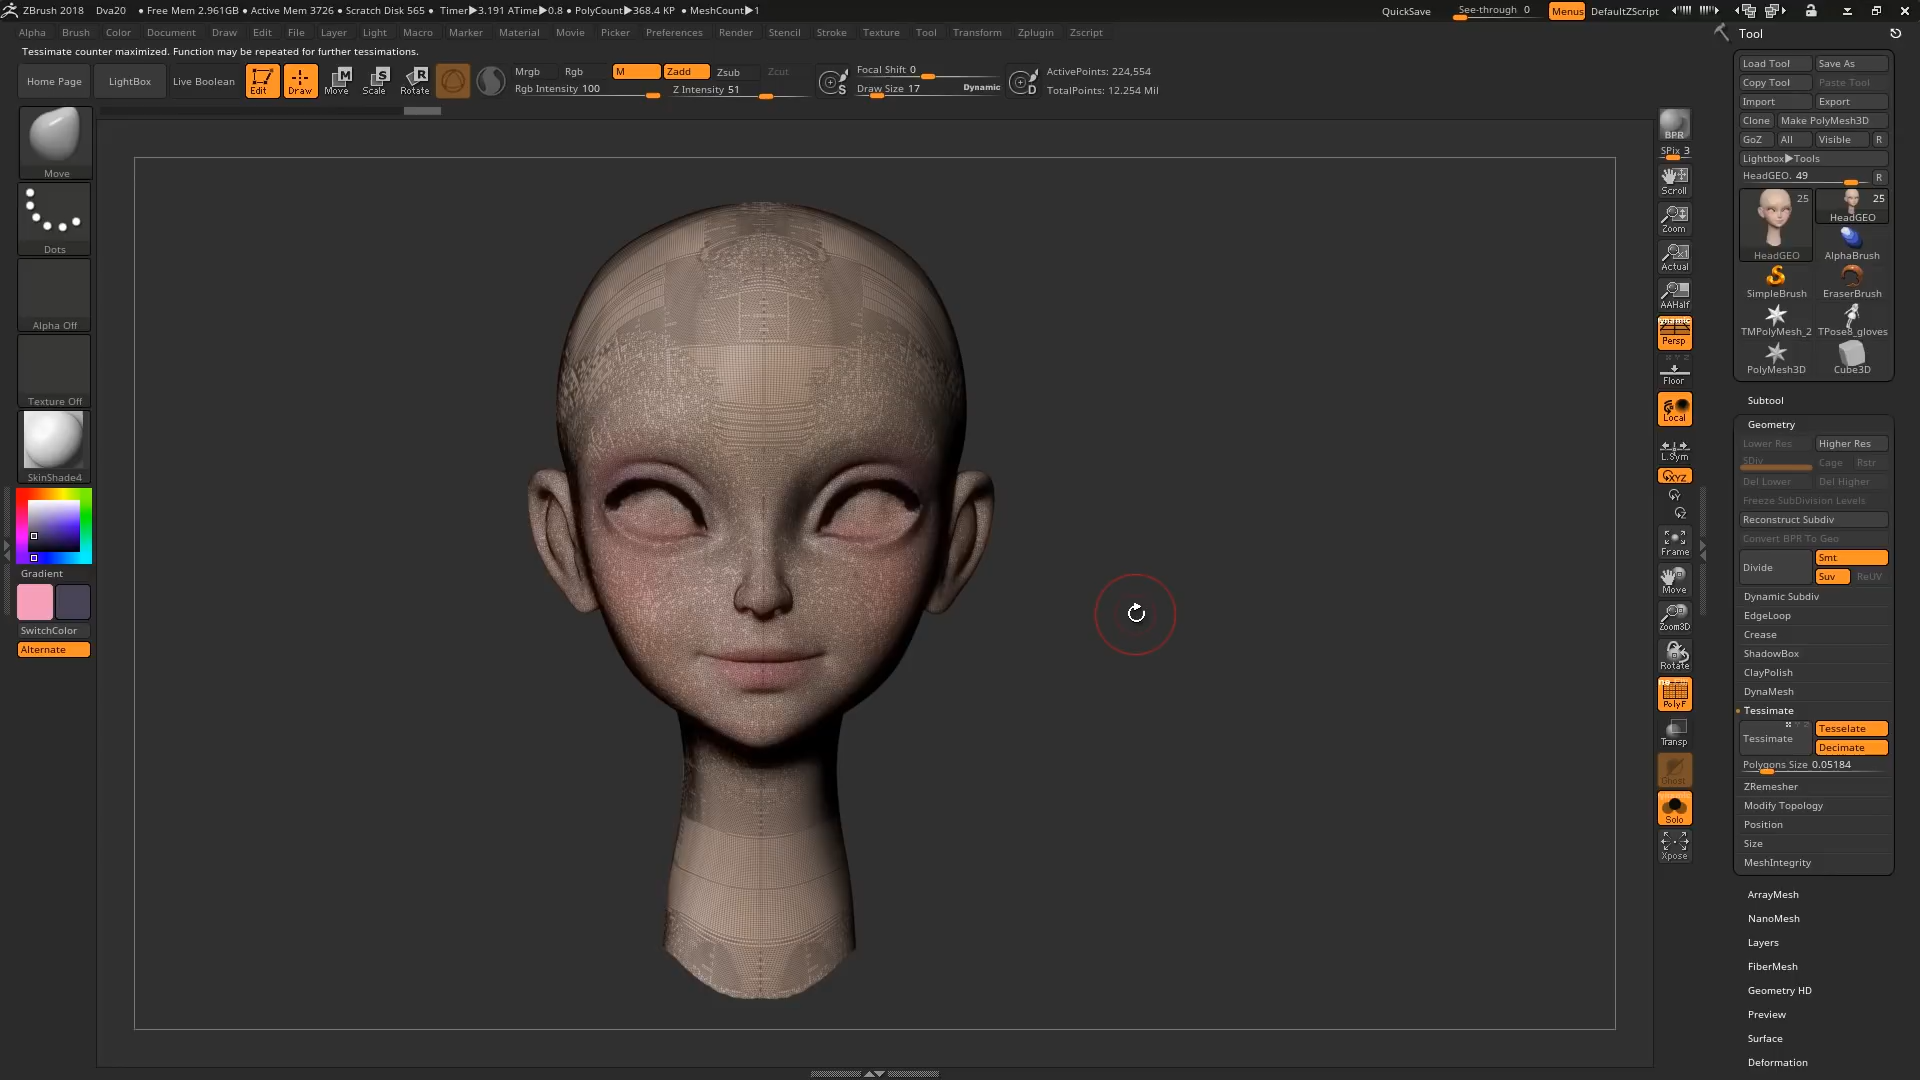 ZBrush 2018 Dva20 • Free Mem 2.961GB • Active Mem 3726 • Scratch Disk 565 • Timer▶3.191 ATime▶0.8 • PolyCount▶368.4 KP • MeshCount▶1 QuickSave See-through 0 Menus DefaultZScript
Alpha Brush Color Document Draw Edit File Layer Light Macro Marker Material Movie Picker Preferences Render Stencil Stroke Texture Tool Transform Zplugin Zscript
Tessimate counter maximized. Function may be repeated for further tessimations.
Home Page LightBox Live Boolean Edit Draw Move Scale Rotate
Mrgb Rgb M Zadd Zsub Zcut
Rgb Intensity 100 Z Intensity 51
Focal Shift 0
Draw Size 17 Dynamic
ActivePoints: 224,554
TotalPoints: 12.254 Mil
Move
Dots
Alpha Off
Texture Off
SkinShade4
Gradient
SwitchColor
Alternate
BPR
SPix 3
Scroll
Zoom
Actual
AAHalf
Dynamic
Persp
Floor
Local
L.Sym
XYZ
Frame
Move
Zoom3D
Rotate
PolyF
Transp
Ghost
Solo
Xpose
Tool
Load Tool Save As
Copy Tool Paste Tool
Import Export
Clone Make PolyMesh3D
GoZ All Visible R
Lightbox▶Tools
HeadGEO. 49 R
25 25
HeadGEO
HeadGEO AlphaBrush
SimpleBrush EraserBrush
TMPolyMesh_2 TPose8_gloves
PolyMesh3D Cube3D
Subtool
Geometry
Lower Res Higher Res
SDiv Cage Rstr
Del Lower Del Higher
Freeze SubDivision Levels
Reconstruct Subdiv
Convert BPR To Geo
Divide Smt
Suv ReUV
Dynamic Subdiv
EdgeLoop
Crease
ShadowBox
ClayPolish
DynaMesh
Tessimate
Tessimate Tesselate
Decimate
Polygons Size 0.05184
ZRemesher
Modify Topology
Position
Size
MeshIntegrity
ArrayMesh
NanoMesh
Layers
FiberMesh
Geometry HD
Preview
Surface
Deformation